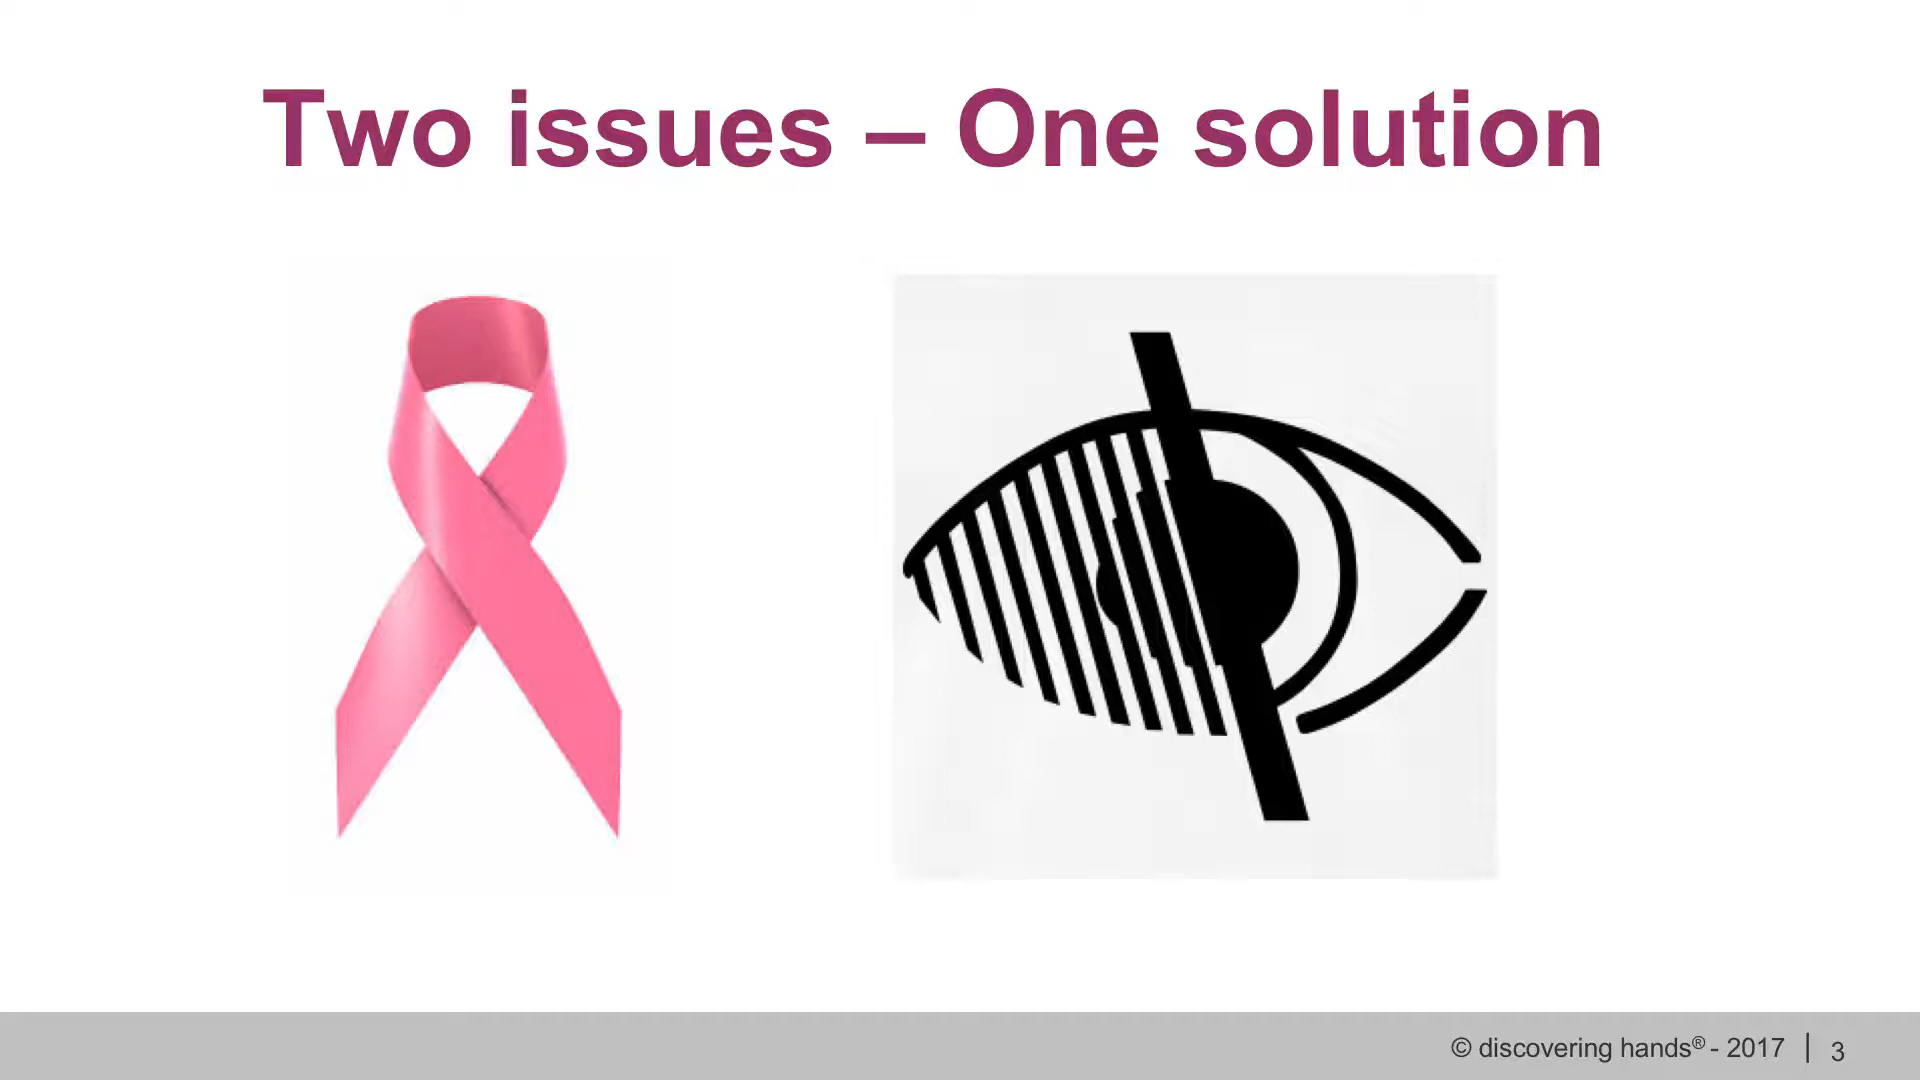 Two issues – One solution
© discovering hands® - 2017 | 3